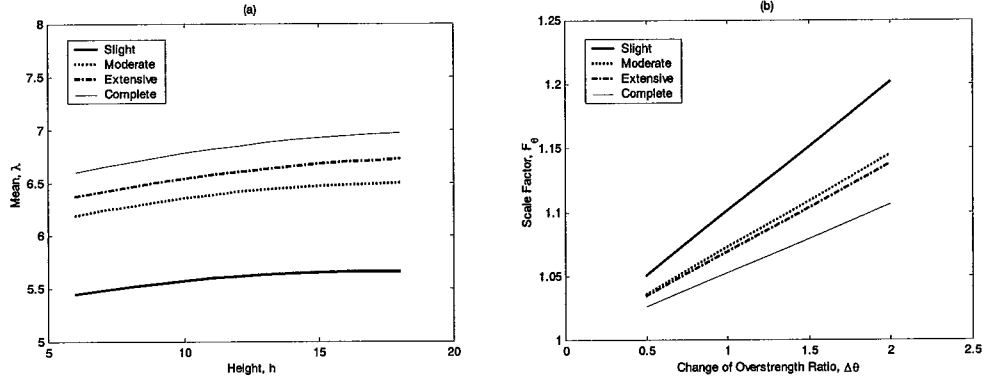 (a)
8
7.5
7
6.5
6
5.5
5
5
10
15
20
Mean, λ
Height, h
Slight
Moderate
Extensive
Complete
(b)
1.25
1.2
1.15
1.1
1.05
1
0
0.5
1
1.5
2
2.5
Scale Factor, Fθ
Change of Overstrength Ratio, Δθ
Slight
Moderate
Extensive
Complete